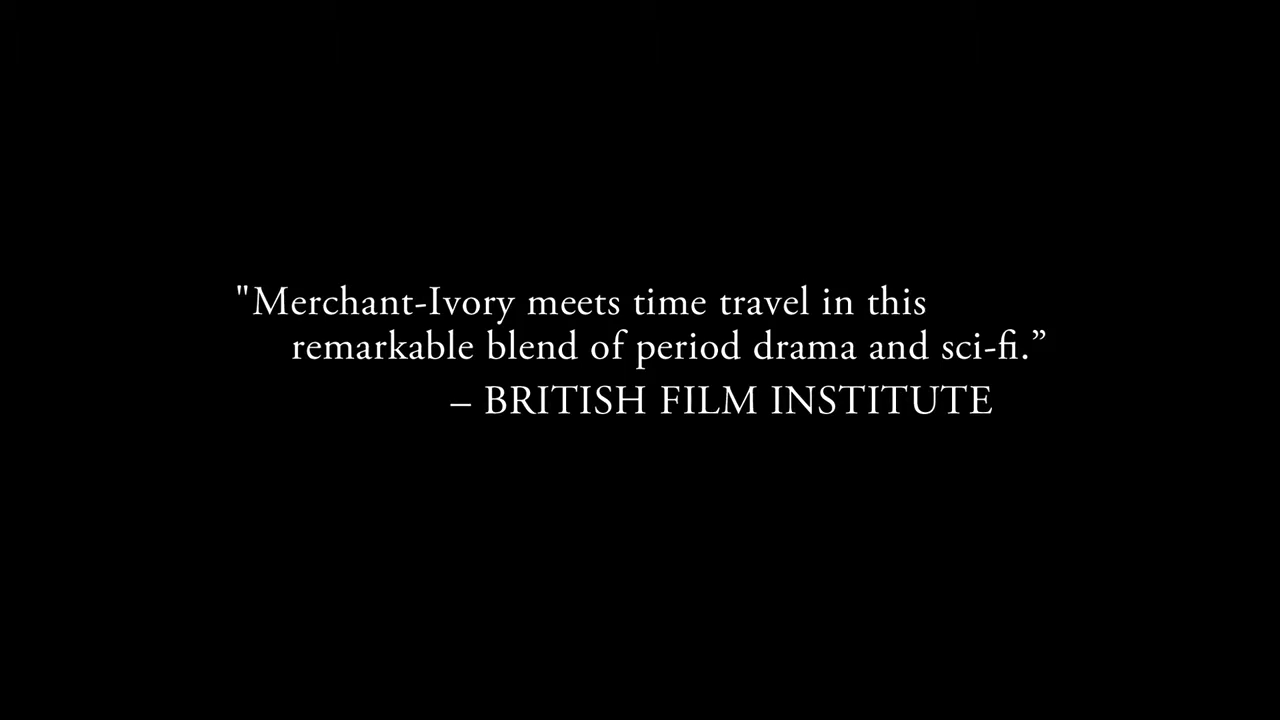 "Merchant-Ivory meets time travel in this
remarkable blend of period drama and sci-fi.”
– BRITISH FILM INSTITUTE